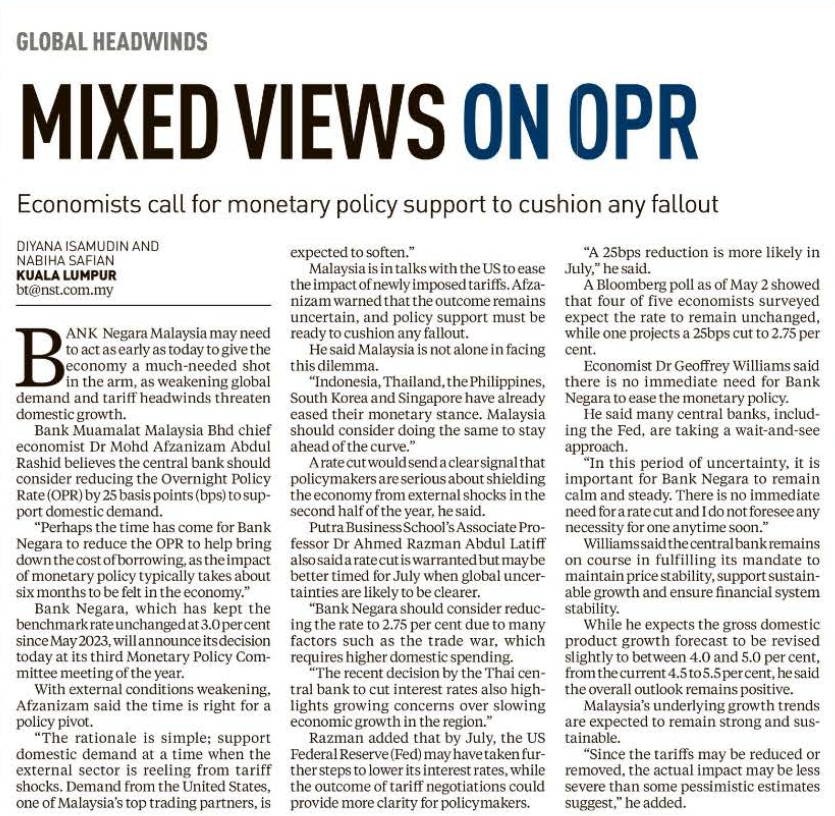 GLOBAL HEADWINDS
MIXED VIEWS ON OPR
Economists call for monetary policy support to cushion any fallout
DIYANA ISAMUDIN AND
NABIHA SAFIAN
KUALA LUMPUR
bt@nst.com.my
BANK Negara Malaysia may need
to act as early as today to give the
economy a much-needed shot
in the arm, as weakening global
demand and tariff headwinds threaten
domestic growth.
Bank Muamalat Malaysia Bhd chief
economist Dr Mohd Afzanizam Abdul
Rashid believes the central bank should
consider reducing the Overnight Policy
Rate (OPR) by 25 basis points (bps) to sup-
port domestic demand.
“Perhaps the time has come for Bank
Negara to reduce the OPR to help bring
down the cost of borrowing, as the impact
of monetary policy typically takes about
six months to be felt in the economy.”
Bank Negara, which has kept the
benchmark rate unchanged at 3.0 per cent
since May 2023, will announce its decision
today at its third Monetary Policy Com-
mittee meeting of the year.
With external conditions weakening,
Afzanizam said the time is right for a
policy pivot.
“The rationale is simple; support
domestic demand at a time when the
external sector is reeling from tariff
shocks. Demand from the United States,
one of Malaysia’s top trading partners, is
expected to soften.”
Malaysia is in talks with the US to ease
the impact of newly imposed tariffs. Afza-
nizam warned that the outcome remains
uncertain, and policy support must be
ready to cushion any fallout.
He said Malaysia is not alone in facing
this dilemma.
“Indonesia, Thailand, the Philippines,
South Korea and Singapore have already
eased their monetary stance. Malaysia
should consider doing the same to stay
ahead of the curve.”
A rate cut would send a clear signal that
policymakers are serious about shielding
the economy from external shocks in the
second half of the year, he said.
Putra Business School’s Associate Pro-
fessor Dr Ahmed Razman Abdul Latiff
also said a rate cut is warranted but may be
better timed for July when global uncer-
tainties are likely to be clearer.
“Bank Negara should consider reduc-
ing the rate to 2.75 per cent due to many
factors such as the trade war, which
requires higher domestic spending.
“The recent decision by the Thai cen-
tral bank to cut interest rates also high-
lights growing concerns over slowing
economic growth in the region.”
Razman added that by July, the US
Federal Reserve (Fed) may have taken fur-
ther steps to lower its interest rates, while
the outcome of tariff negotiations could
provide more clarity for policymakers.
“A 25bps reduction is more likely in
July,” he said.
A Bloomberg poll as of May 2 showed
that four of five economists surveyed
expect the rate to remain unchanged,
while one projects a 25bps cut to 2.75 per
cent.
Economist Dr Geoffrey Williams said
there is no immediate need for Bank
Negara to ease the monetary policy.
He said many central banks, includ-
ing the Fed, are taking a wait-and-see
approach.
“In this period of uncertainty, it is
important for Bank Negara to remain
calm and steady. There is no immediate
need for a rate cut and I do not foresee any
necessity for one anytime soon.”
Williams said the central bank remains
on course in fulfilling its mandate to
maintain price stability, support sustain-
able growth and ensure financial system
stability.
While he expects the gross domestic
product growth forecast to be revised
slightly to between 4.0 and 5.0 per cent,
from the current 4.5 to 5.5 per cent, he said
the overall outlook remains positive.
Malaysia’s underlying growth trends
are expected to remain strong and sus-
tainable.
“Since the tariffs may be reduced or
removed, the actual impact may be less
severe than some pessimistic estimates
suggest,” he added.